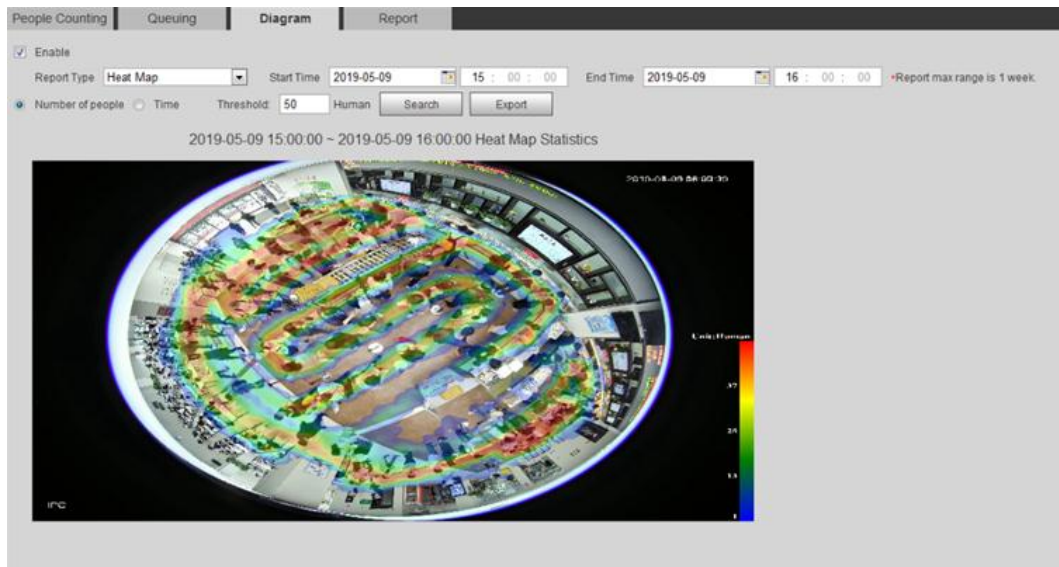 People Counting Queuing Diagram Report
Enable
Report Type Heat Map Start Time 2019-05-09 15 : 00 : 00 End Time 2019-05-09 16 : 00 : 00 *Report max range is 1 week.
Number of people Time Threshold: 50 Human Search Export
2019-05-09 15:00:00 ~ 2019-05-09 16:00:00 Heat Map Statistics
Unit:Human
IPC